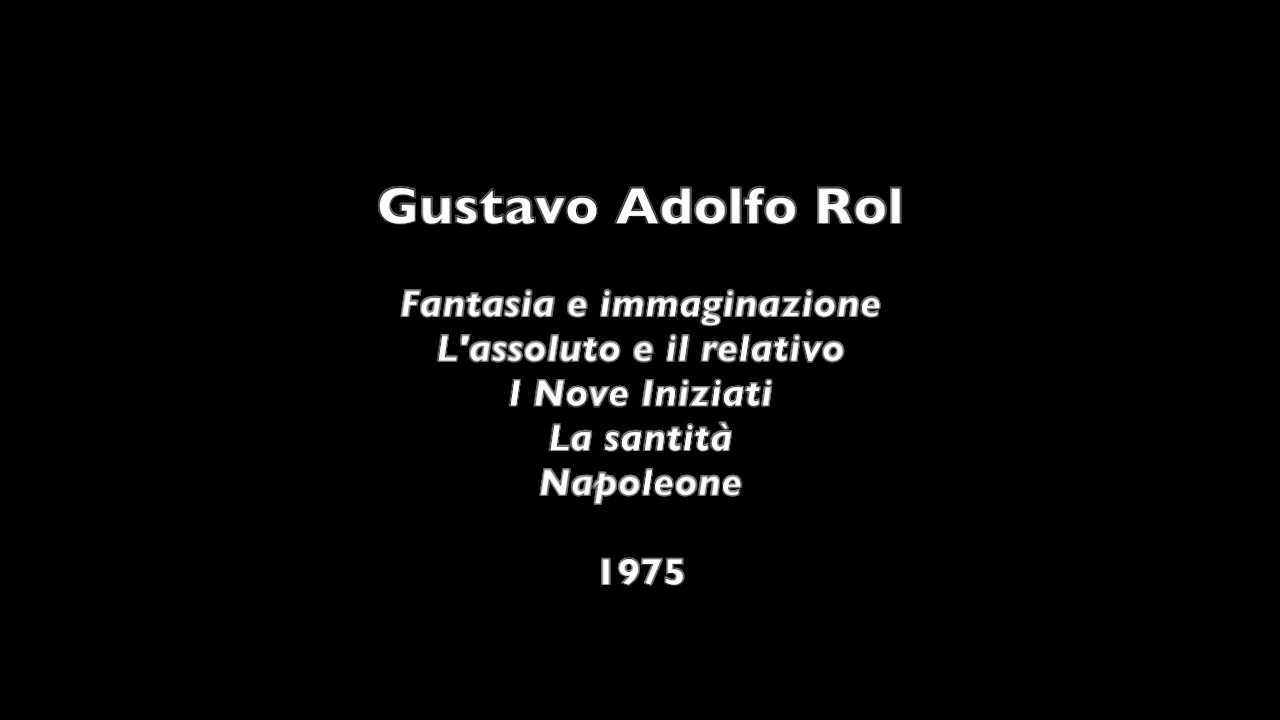 Gustavo Adolfo Rol
Fantasia e immaginazione
L'assoluto e il relativo
I Nove Iniziati
La santità
Napoleone
1975